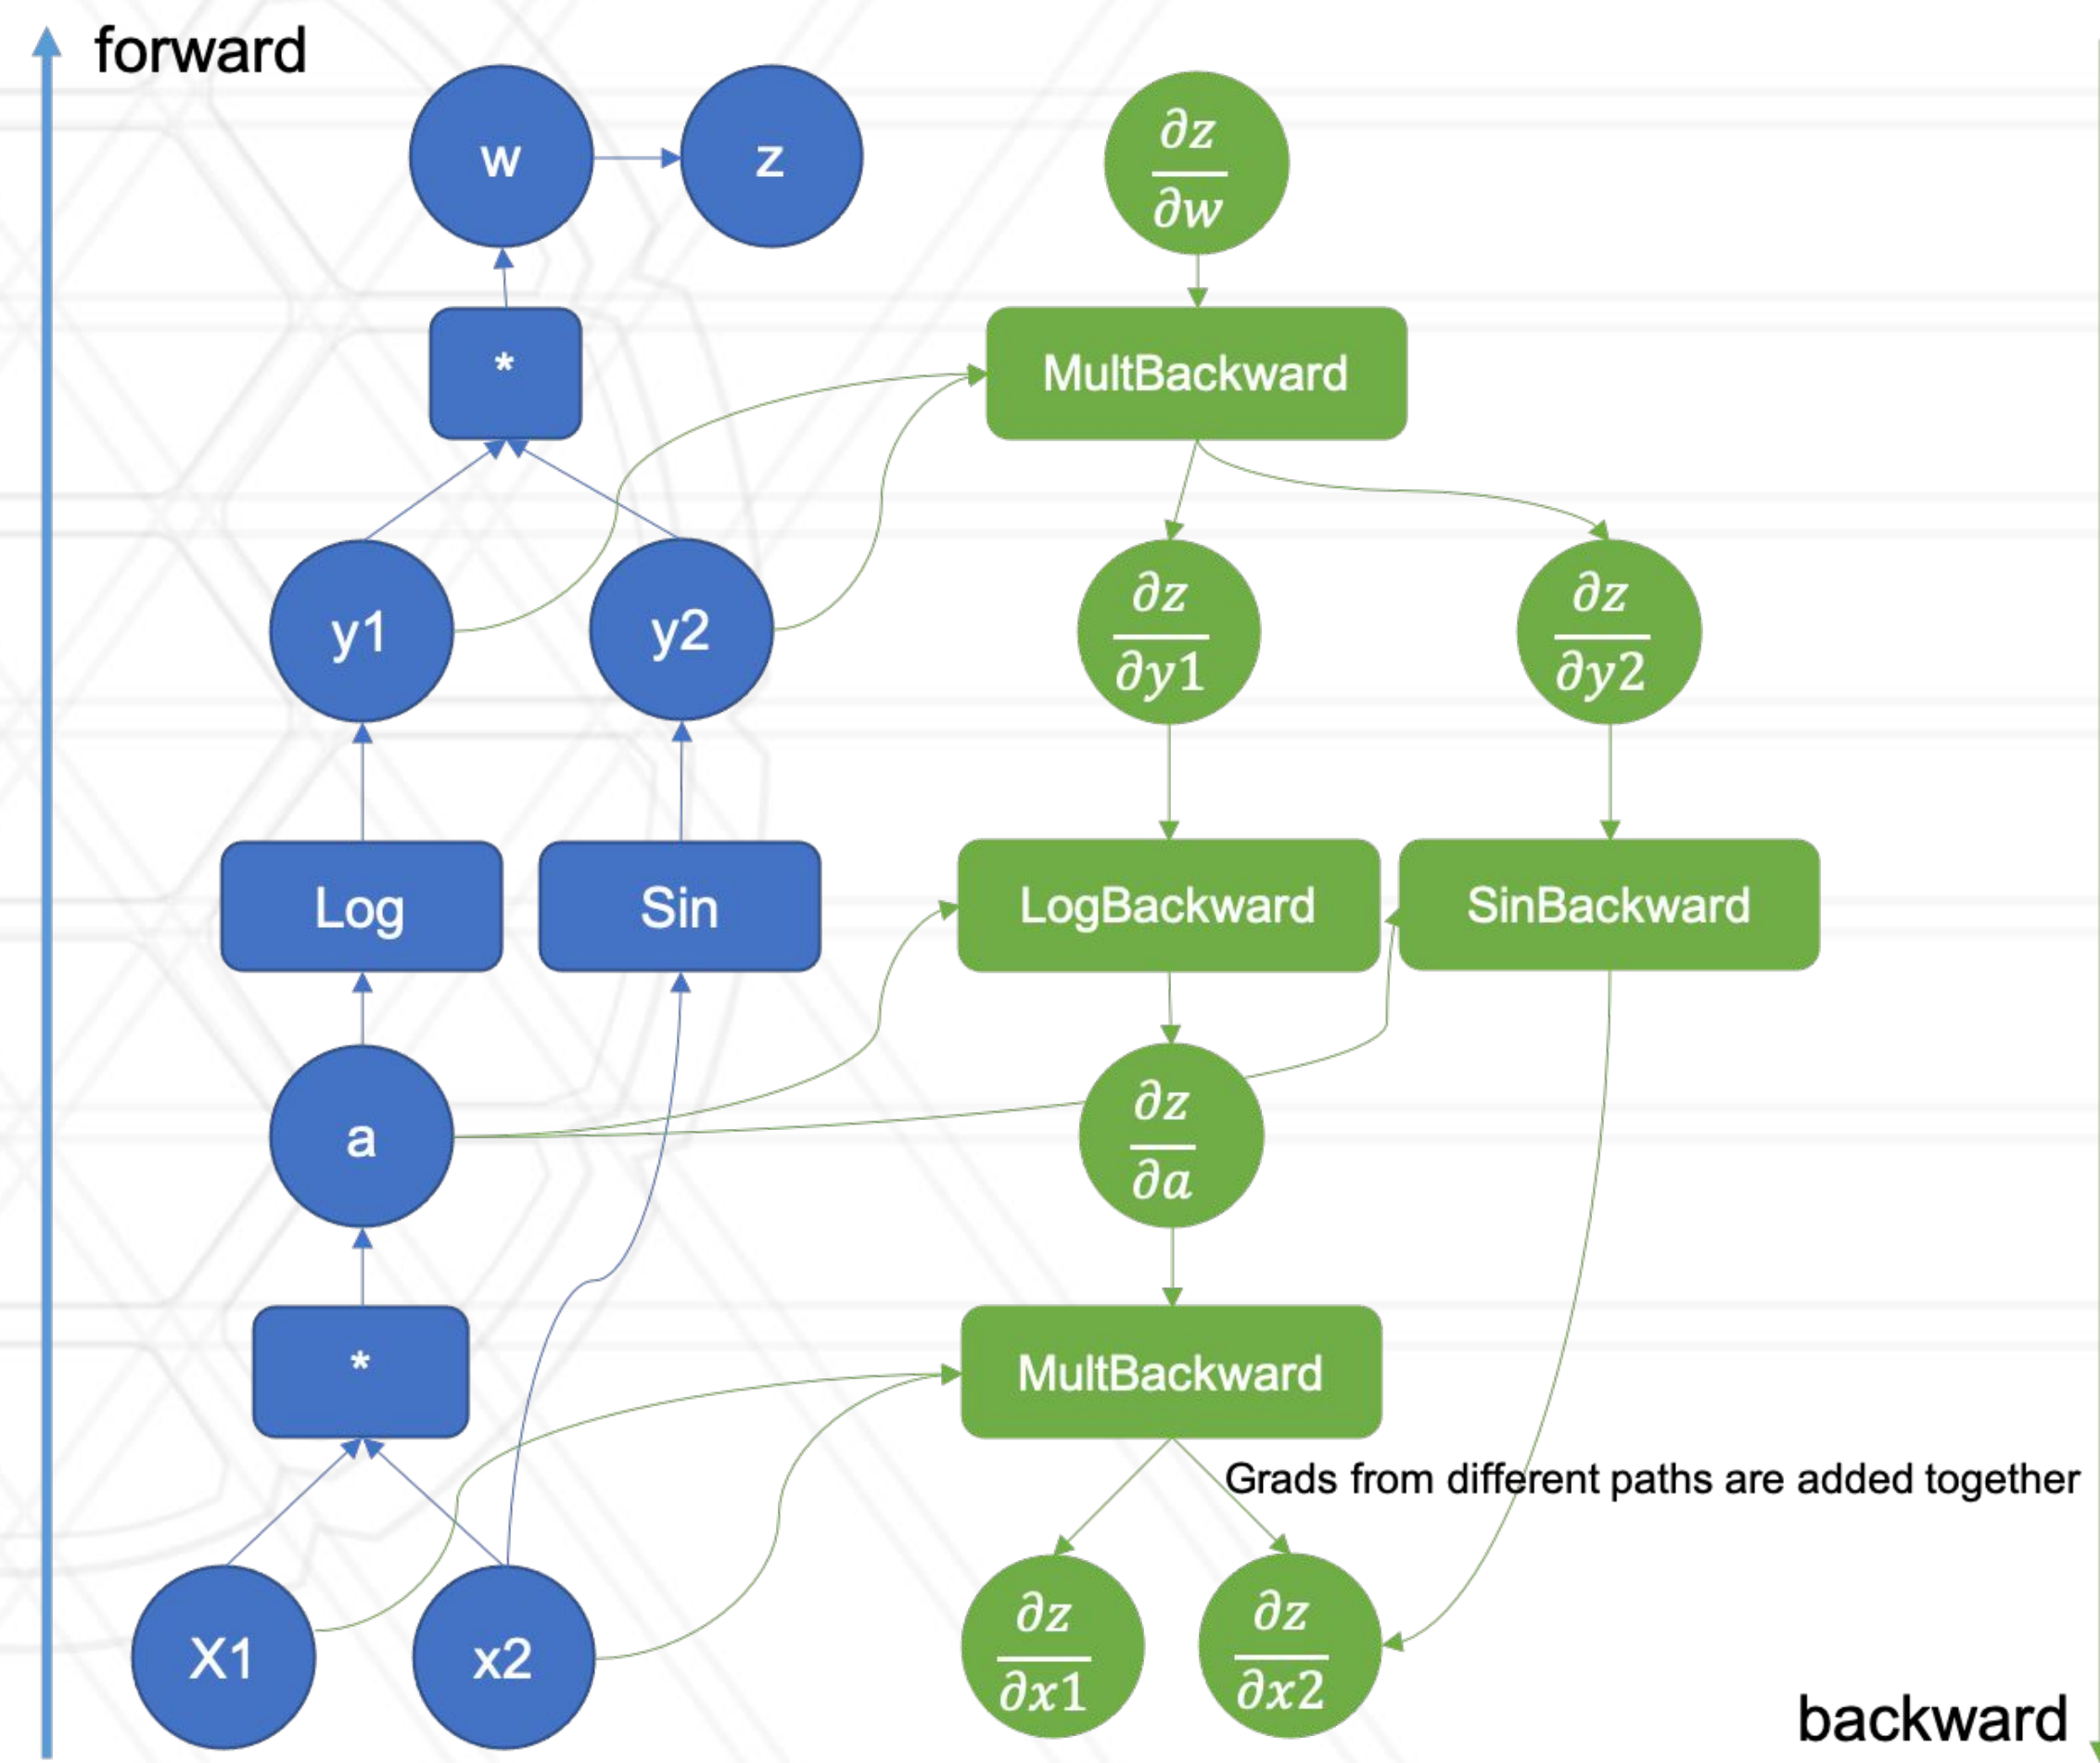 forward
w
z
∂z
∂w
*
MultBackward
y1
y2
∂z
∂y1
∂z
∂y2
Log
Sin
LogBackward
SinBackward
a
∂z
∂a
*
MultBackward
Grads from different paths are added together
X1
x2
∂z
∂x1
∂z
∂x2
backward